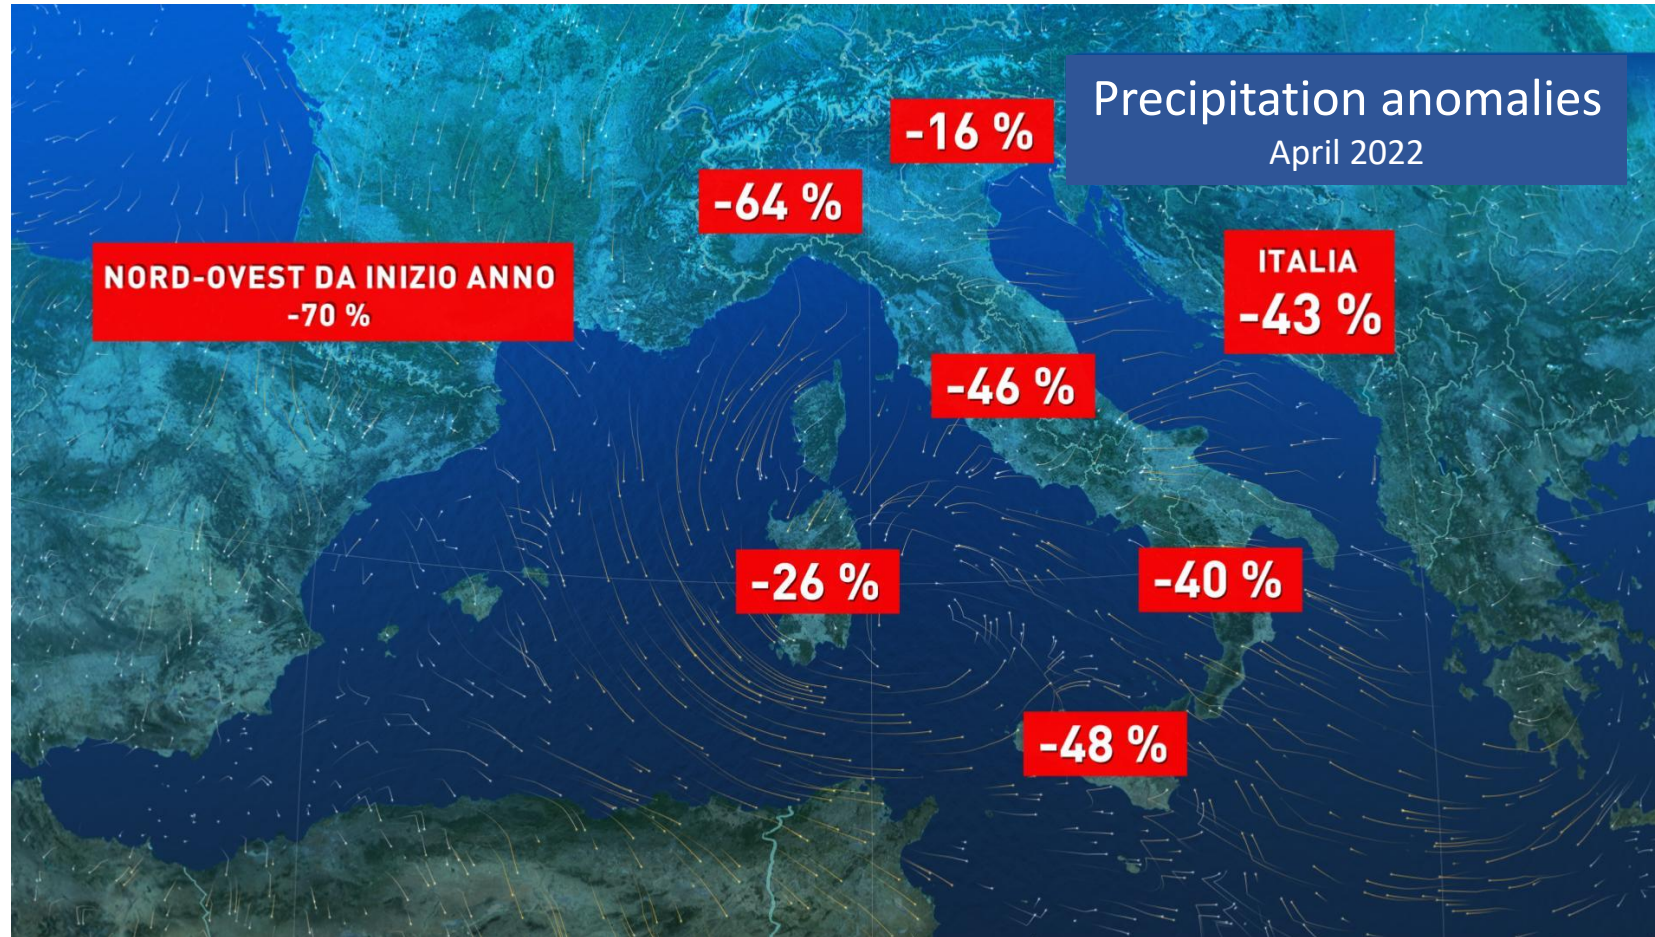 Precipitation anomalies
April 2022
-16 %
-64 %
NORD-OVEST DA INIZIO ANNO
-70 %
ITALIA
-43 %
-46 %
-26 %
-40 %
-48 %